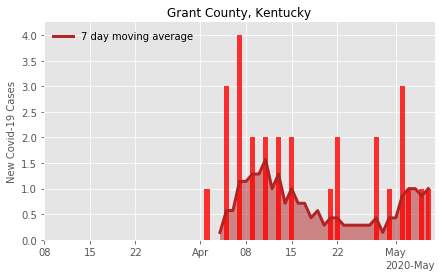 Grant County, Kentucky
7 day moving average
New Covid-19 Cases
4.0
3.5
3.0
2.5
2.0
1.5
1.0
0.5
0.0
08 15 22 Apr 08 15 22 May
2020-May